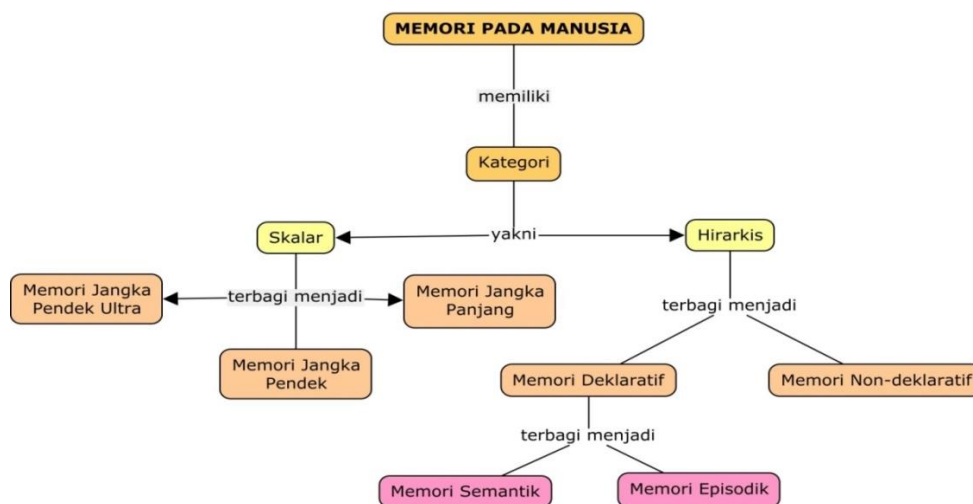 MEMORI PADA MANUSIA
memiliki
Kategori
Skalar
yakni
Hirarkis
Memori Jangka
Pendek Ultra
terbagi menjadi
Memori Jangka
Panjang
terbagi menjadi
Memori Jangka
Pendek
Memori Deklaratif
Memori Non-deklaratif
terbagi menjadi
Memori Semantik
Memori Episodik